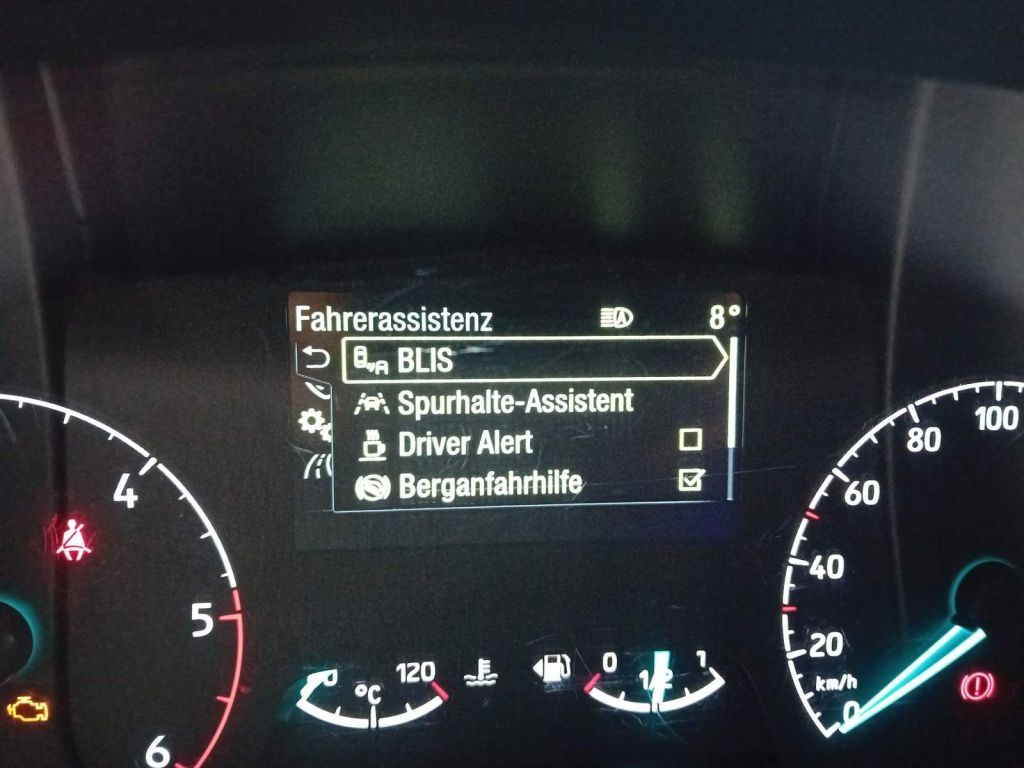 Fahrerassistenz 8°
BLIS
Spurhalte-Assistent
Driver Alert
Berganfahrhilfe
4
5
6
°C 120
0 1/2 1
0
20
40
60
80
100
km/h